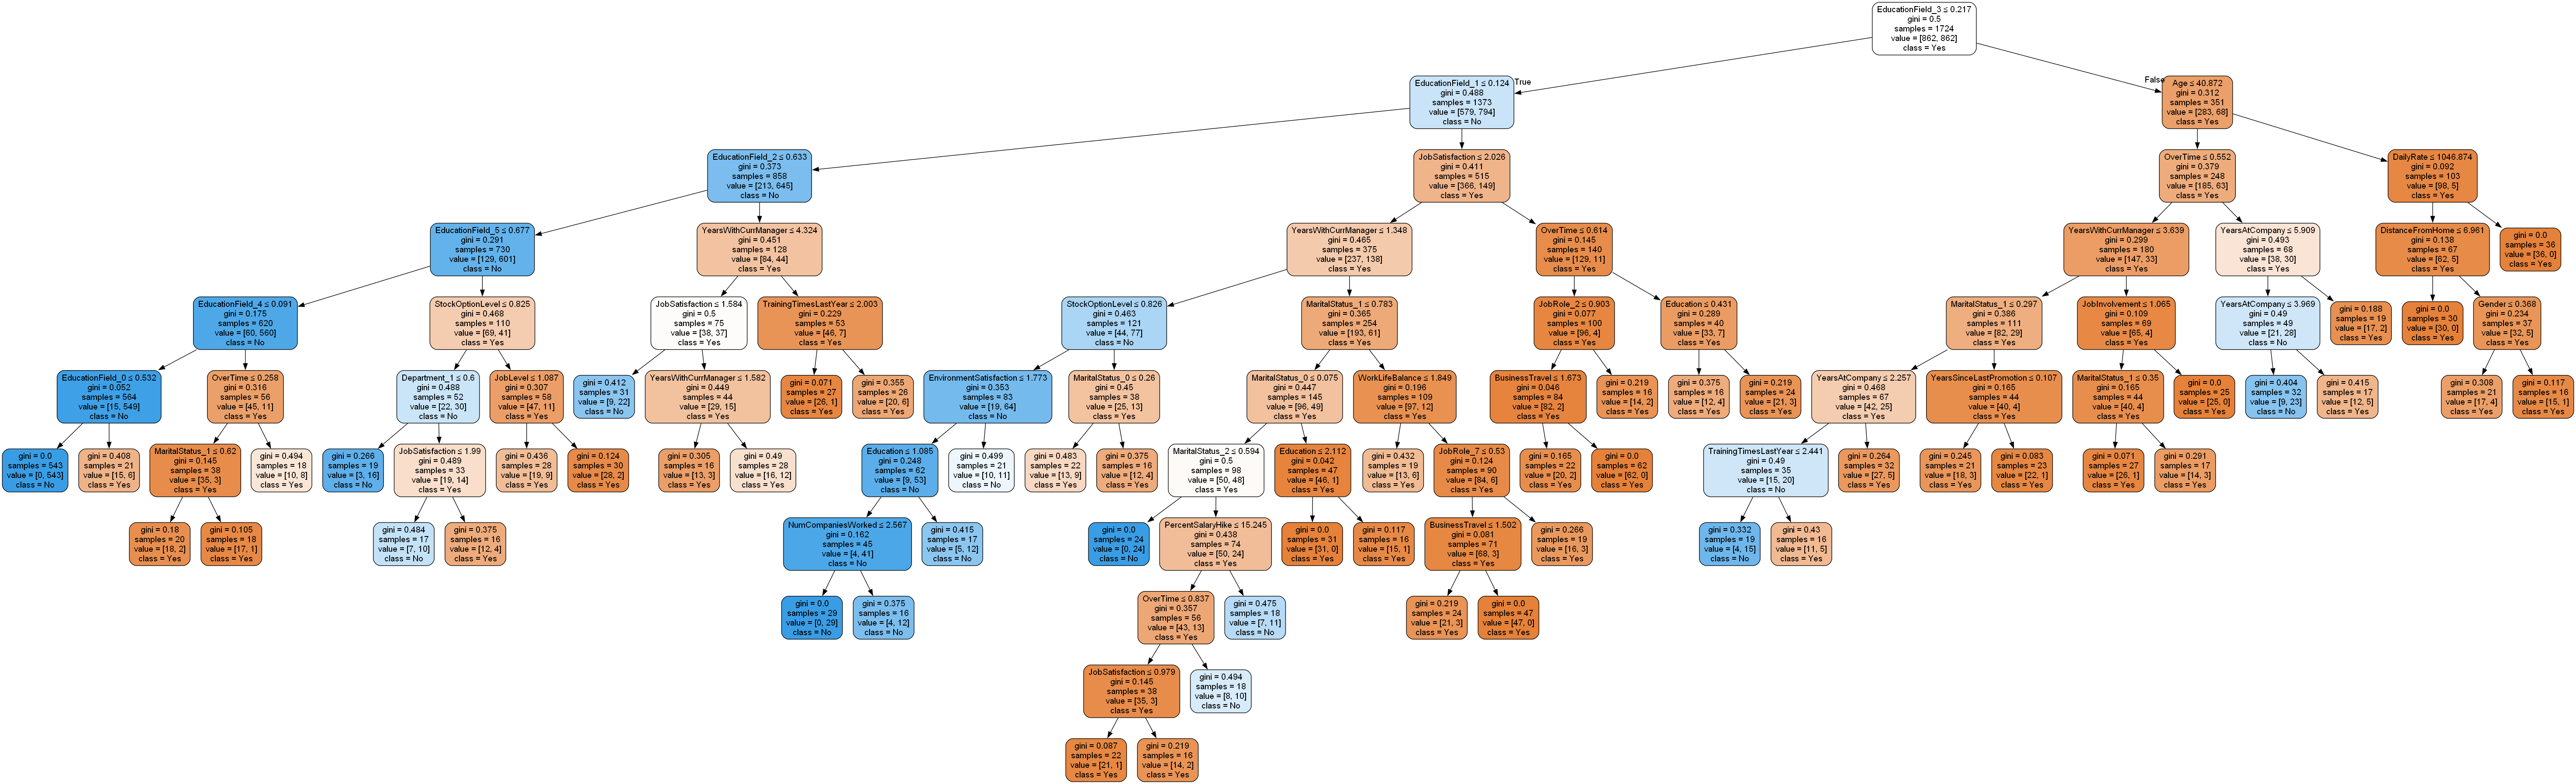 EducationField_3 ≤ 0.217
gini = 0.5
samples = 1724
value = [862, 862]
class = Yes
True
False
EducationField_1 ≤ 0.124
gini = 0.488
samples = 1373
value = [579, 794]
class = No
Age ≤ 40.872
gini = 0.312
samples = 351
value = [283, 68]
class = Yes
EducationField_2 ≤ 0.633
gini = 0.373
samples = 858
value = [213, 645]
class = No
JobSatisfaction ≤ 2.026
gini = 0.411
samples = 515
value = [366, 149]
class = Yes
OverTime ≤ 0.552
gini = 0.379
samples = 248
value = [185, 63]
class = Yes
DailyRate ≤ 1046.874
gini = 0.092
samples = 103
value = [98, 5]
class = Yes
EducationField_5 ≤ 0.677
gini = 0.291
samples = 730
value = [129, 601]
class = No
YearsWithCurrManager ≤ 4.324
gini = 0.451
samples = 128
value = [84, 44]
class = Yes
YearsWithCurrManager ≤ 1.348
gini = 0.465
samples = 375
value = [237, 138]
class = Yes
OverTime ≤ 0.614
gini = 0.145
samples = 140
value = [129, 11]
class = Yes
YearsWithCurrManager ≤ 3.639
gini = 0.299
samples = 180
value = [147, 33]
class = Yes
YearsAtCompany ≤ 5.909
gini = 0.493
samples = 68
value = [38, 30]
class = Yes
DistanceFromHome ≤ 6.961
gini = 0.138
samples = 67
value = [62, 5]
class = Yes
gini = 0.0
samples = 36
value = [36, 0]
class = Yes
EducationField_4 ≤ 0.091
gini = 0.175
samples = 620
value = [60, 560]
class = No
StockOptionLevel ≤ 0.825
gini = 0.468
samples = 110
value = [69, 41]
class = Yes
JobSatisfaction ≤ 1.584
gini = 0.5
samples = 75
value = [38, 37]
class = Yes
TrainingTimesLastYear ≤ 2.003
gini = 0.229
samples = 53
value = [46, 7]
class = Yes
StockOptionLevel ≤ 0.826
gini = 0.463
samples = 121
value = [44, 77]
class = No
MaritalStatus_1 ≤ 0.783
gini = 0.365
samples = 254
value = [193, 61]
class = Yes
JobRole_2 ≤ 0.903
gini = 0.077
samples = 100
value = [96, 4]
class = Yes
Education ≤ 0.431
gini = 0.289
samples = 40
value = [33, 7]
class = Yes
MaritalStatus_1 ≤ 0.297
gini = 0.386
samples = 111
value = [82, 29]
class = Yes
JobInvolvement ≤ 1.065
gini = 0.109
samples = 69
value = [65, 4]
class = Yes
YearsAtCompany ≤ 3.969
gini = 0.49
samples = 49
value = [21, 28]
class = No
gini = 0.188
samples = 19
value = [17, 2]
class = Yes
gini = 0.0
samples = 30
value = [30, 0]
class = Yes
Gender ≤ 0.368
gini = 0.234
samples = 37
value = [32, 5]
class = Yes
EducationField_0 ≤ 0.532
gini = 0.052
samples = 564
value = [15, 549]
class = No
OverTime ≤ 0.258
gini = 0.316
samples = 56
value = [45, 11]
class = Yes
Department_1 ≤ 0.6
gini = 0.488
samples = 52
value = [22, 30]
class = No
JobLevel ≤ 1.087
gini = 0.307
samples = 58
value = [47, 11]
class = Yes
gini = 0.412
samples = 31
value = [9, 22]
class = No
YearsWithCurrManager ≤ 1.582
gini = 0.449
samples = 44
value = [29, 15]
class = Yes
gini = 0.071
samples = 27
value = [26, 1]
class = Yes
gini = 0.355
samples = 26
value = [20, 6]
class = Yes
EnvironmentSatisfaction ≤ 1.773
gini = 0.353
samples = 83
value = [19, 64]
class = No
MaritalStatus_0 ≤ 0.26
gini = 0.45
samples = 38
value = [25, 13]
class = Yes
MaritalStatus_0 ≤ 0.075
gini = 0.447
samples = 145
value = [96, 49]
class = Yes
WorkLifeBalance ≤ 1.849
gini = 0.196
samples = 109
value = [97, 12]
class = Yes
BusinessTravel ≤ 1.673
gini = 0.046
samples = 84
value = [82, 2]
class = Yes
gini = 0.219
samples = 16
value = [14, 2]
class = Yes
gini = 0.375
samples = 16
value = [12, 4]
class = Yes
gini = 0.219
samples = 24
value = [21, 3]
class = Yes
YearsAtCompany ≤ 2.257
gini = 0.468
samples = 67
value = [42, 25]
class = Yes
YearsSinceLastPromotion ≤ 0.107
gini = 0.165
samples = 44
value = [40, 4]
class = Yes
MaritalStatus_1 ≤ 0.35
gini = 0.165
samples = 44
value = [40, 4]
class = Yes
gini = 0.0
samples = 25
value = [25, 0]
class = Yes
gini = 0.404
samples = 32
value = [9, 23]
class = No
gini = 0.415
samples = 17
value = [12, 5]
class = Yes
gini = 0.308
samples = 21
value = [17, 4]
class = Yes
gini = 0.117
samples = 16
value = [15, 1]
class = Yes
gini = 0.0
samples = 543
value = [0, 543]
class = No
gini = 0.408
samples = 21
value = [15, 6]
class = Yes
MaritalStatus_1 ≤ 0.62
gini = 0.145
samples = 38
value = [35, 3]
class = Yes
gini = 0.494
samples = 18
value = [10, 8]
class = Yes
gini = 0.266
samples = 19
value = [3, 16]
class = No
JobSatisfaction ≤ 1.99
gini = 0.489
samples = 33
value = [19, 14]
class = Yes
gini = 0.436
samples = 28
value = [19, 9]
class = Yes
gini = 0.124
samples = 30
value = [28, 2]
class = Yes
gini = 0.305
samples = 16
value = [13, 3]
class = Yes
gini = 0.49
samples = 28
value = [16, 12]
class = Yes
Education ≤ 1.085
gini = 0.248
samples = 62
value = [9, 53]
class = No
gini = 0.499
samples = 21
value = [10, 11]
class = No
gini = 0.483
samples = 22
value = [13, 9]
class = Yes
gini = 0.375
samples = 16
value = [12, 4]
class = Yes
MaritalStatus_2 ≤ 0.594
gini = 0.5
samples = 98
value = [50, 48]
class = Yes
Education ≤ 2.112
gini = 0.042
samples = 47
value = [46, 1]
class = Yes
gini = 0.432
samples = 19
value = [13, 6]
class = Yes
JobRole_7 ≤ 0.53
gini = 0.124
samples = 90
value = [84, 6]
class = Yes
gini = 0.165
samples = 22
value = [20, 2]
class = Yes
gini = 0.0
samples = 62
value = [62, 0]
class = Yes
TrainingTimesLastYear ≤ 2.441
gini = 0.49
samples = 35
value = [15, 20]
class = No
gini = 0.264
samples = 32
value = [27, 5]
class = Yes
gini = 0.245
samples = 21
value = [18, 3]
class = Yes
gini = 0.083
samples = 23
value = [22, 1]
class = Yes
gini = 0.071
samples = 27
value = [26, 1]
class = Yes
gini = 0.291
samples = 17
value = [14, 3]
class = Yes
gini = 0.18
samples = 20
value = [18, 2]
class = Yes
gini = 0.105
samples = 18
value = [17, 1]
class = Yes
gini = 0.484
samples = 17
value = [7, 10]
class = No
gini = 0.375
samples = 16
value = [12, 4]
class = Yes
NumCompaniesWorked ≤ 2.567
gini = 0.162
samples = 45
value = [4, 41]
class = No
gini = 0.415
samples = 17
value = [5, 12]
class = No
gini = 0.0
samples = 24
value = [0, 24]
class = No
PercentSalaryHike ≤ 15.245
gini = 0.438
samples = 74
value = [50, 24]
class = Yes
gini = 0.0
samples = 31
value = [31, 0]
class = Yes
gini = 0.117
samples = 16
value = [15, 1]
class = Yes
BusinessTravel ≤ 1.502
gini = 0.081
samples = 71
value = [68, 3]
class = Yes
gini = 0.266
samples = 19
value = [16, 3]
class = Yes
gini = 0.332
samples = 19
value = [4, 15]
class = No
gini = 0.43
samples = 16
value = [11, 5]
class = Yes
gini = 0.0
samples = 29
value = [0, 29]
class = No
gini = 0.375
samples = 16
value = [4, 12]
class = No
OverTime ≤ 0.837
gini = 0.357
samples = 56
value = [43, 13]
class = Yes
gini = 0.475
samples = 18
value = [7, 11]
class = No
gini = 0.219
samples = 24
value = [21, 3]
class = Yes
gini = 0.0
samples = 47
value = [47, 0]
class = Yes
JobSatisfaction ≤ 0.979
gini = 0.145
samples = 38
value = [35, 3]
class = Yes
gini = 0.494
samples = 18
value = [8, 10]
class = No
gini = 0.087
samples = 22
value = [21, 1]
class = Yes
gini = 0.219
samples = 16
value = [14, 2]
class = Yes